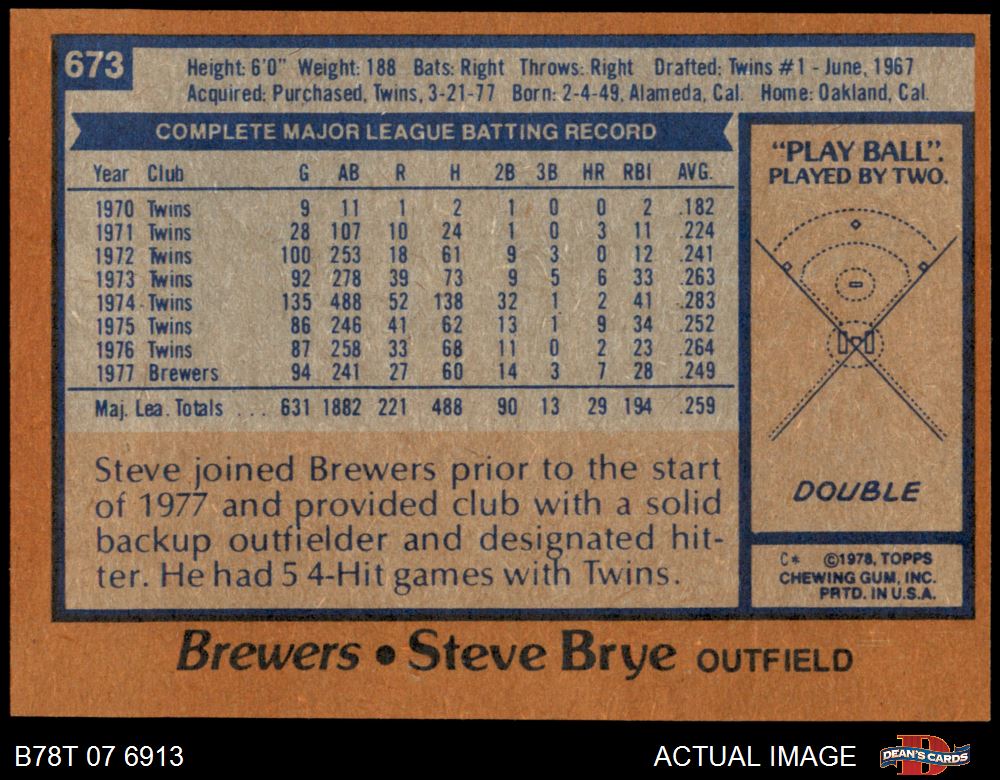 673
Height: 6'0" Weight: 188 Bats: Right Throws: Right Drafted: Twins #1 - June, 1967
Acquired: Purchased, Twins, 3-21-77 Born: 2-4-49, Alameda, Cal. Home: Oakland, Cal.
COMPLETE MAJOR LEAGUE BATTING RECORD
Year Club G AB R H 2B 3B HR RBI AVG.
1970 Twins 9 11 1 2 1 0 0 2 .182
1971 Twins 28 107 10 24 1 0 3 11 .224
1972 Twins 100 253 18 61 9 3 0 12 .241
1973 Twins 92 278 39 73 9 5 6 33 .263
1974 Twins 135 488 52 138 32 1 2 41 .283
1975 Twins 86 246 41 62 13 1 9 34 .252
1976 Twins 87 258 33 68 11 0 2 23 .264
1977 Brewers 94 241 27 60 14 3 7 28 .249
Maj. Lea. Totals ... 631 1882 221 488 90 13 29 194 .259
Steve joined Brewers prior to the start
of 1977 and provided club with a solid
backup outfielder and designated hit-
ter. He had 5 4-Hit games with Twins.
"PLAY BALL".
PLAYED BY TWO.
DOUBLE
C* ©1978, TOPPS
CHEWING GUM, INC.
PRTD. IN U.S.A.
Brewers • Steve Brye OUTFIELD
B78T 07 6913
ACTUAL IMAGE
D
DEAN'S CARDS